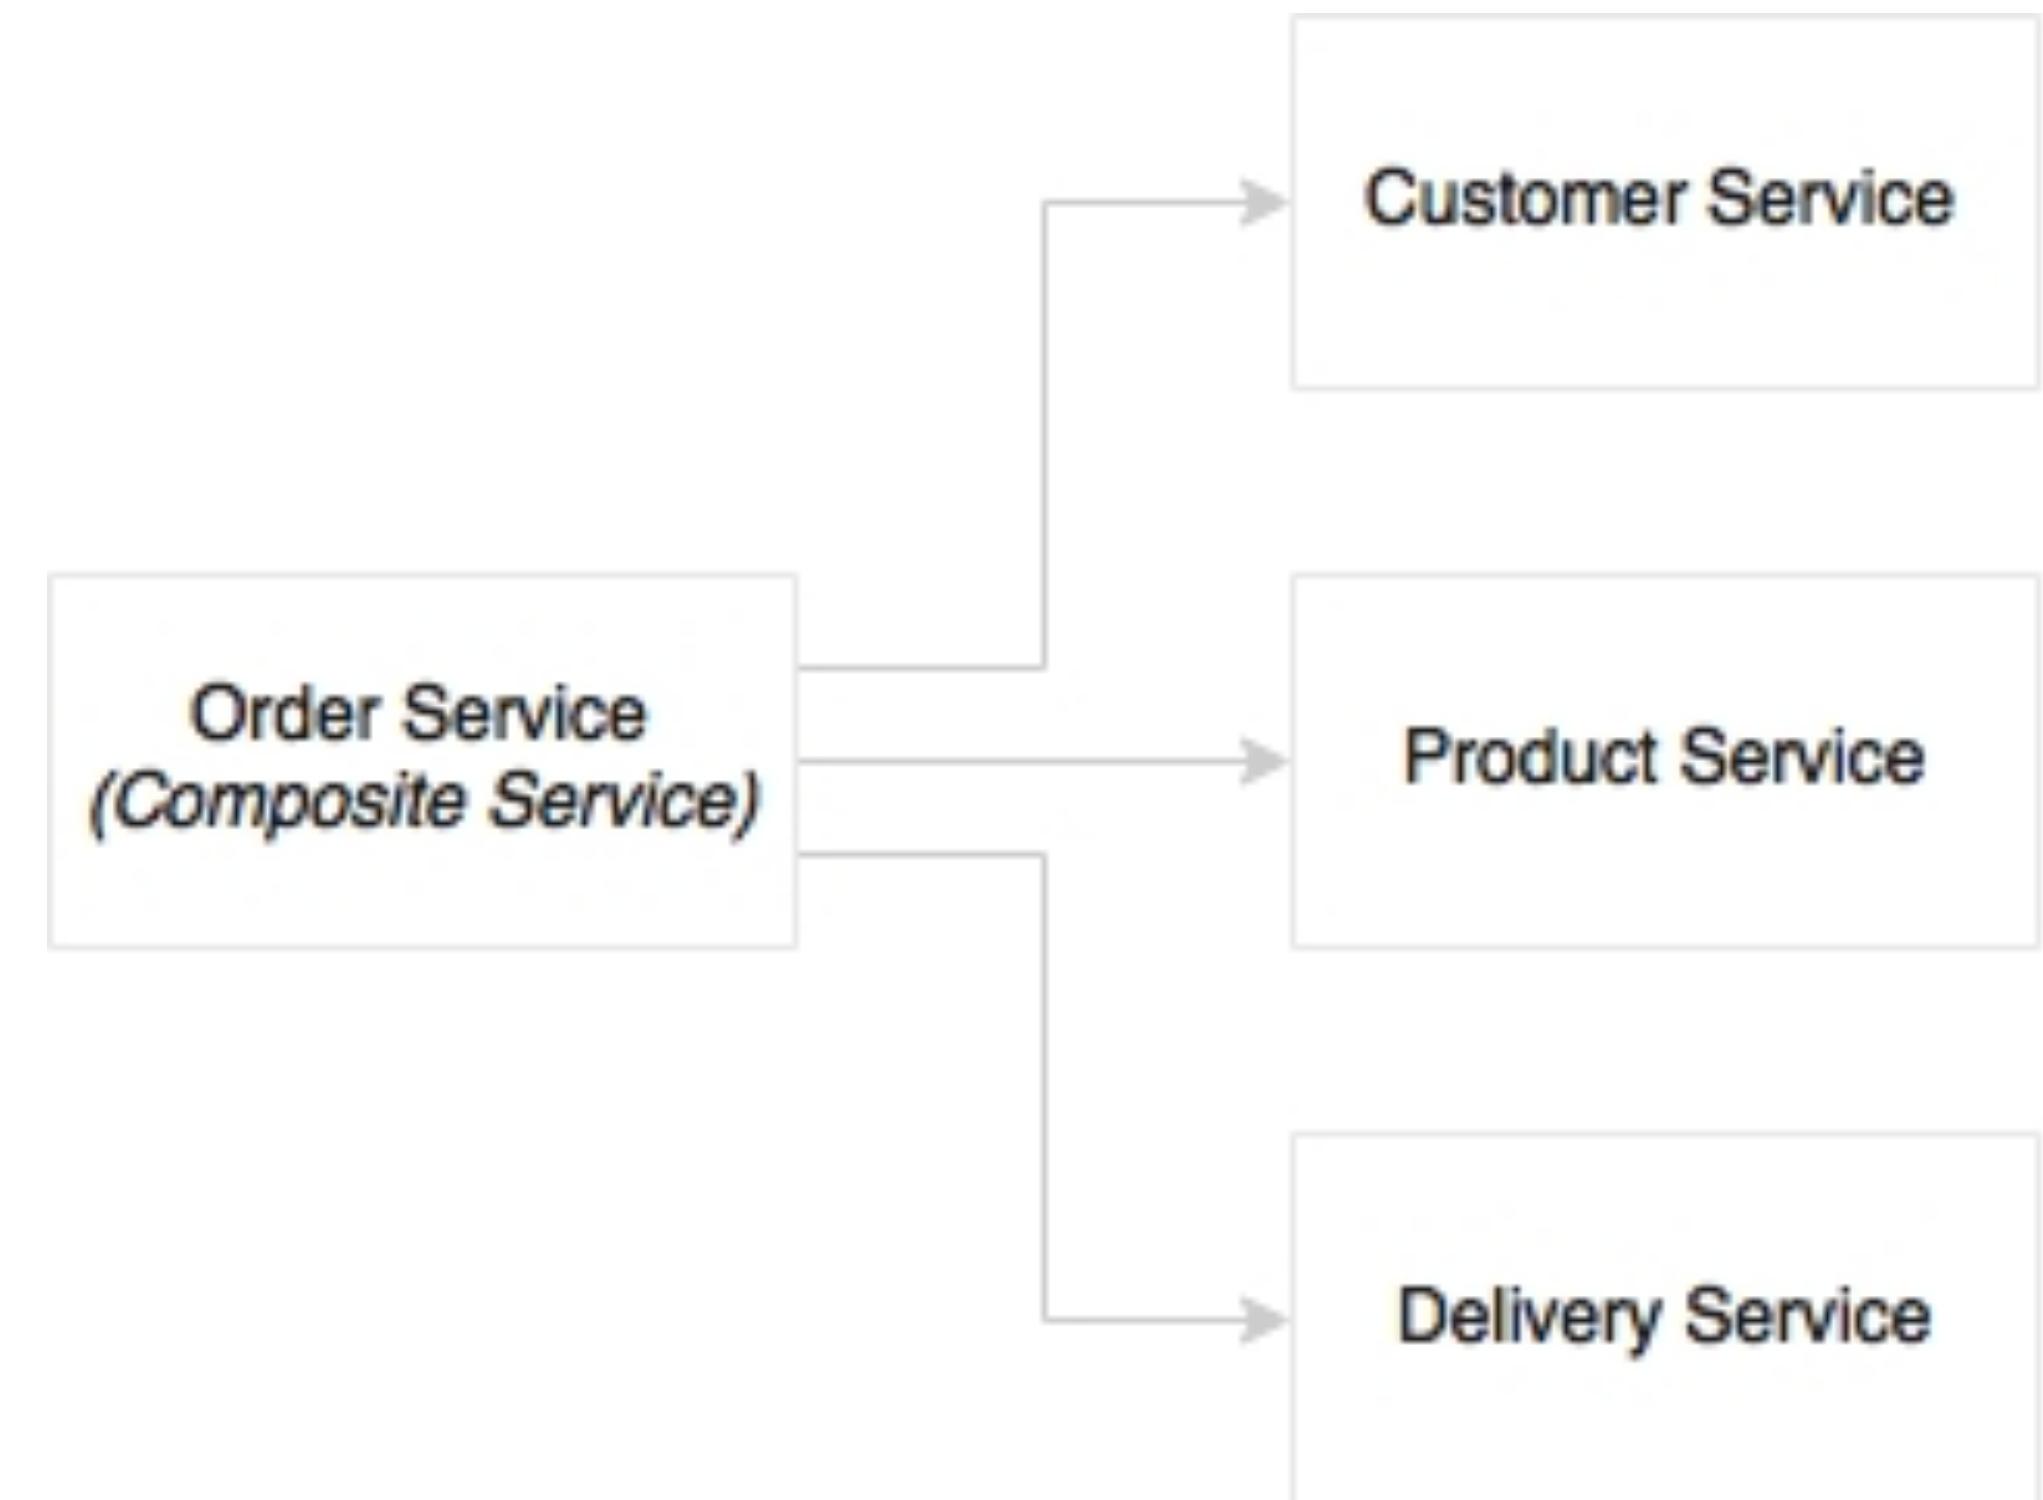 Customer Service
Order Service
(Composite Service)
Product Service
Delivery Service